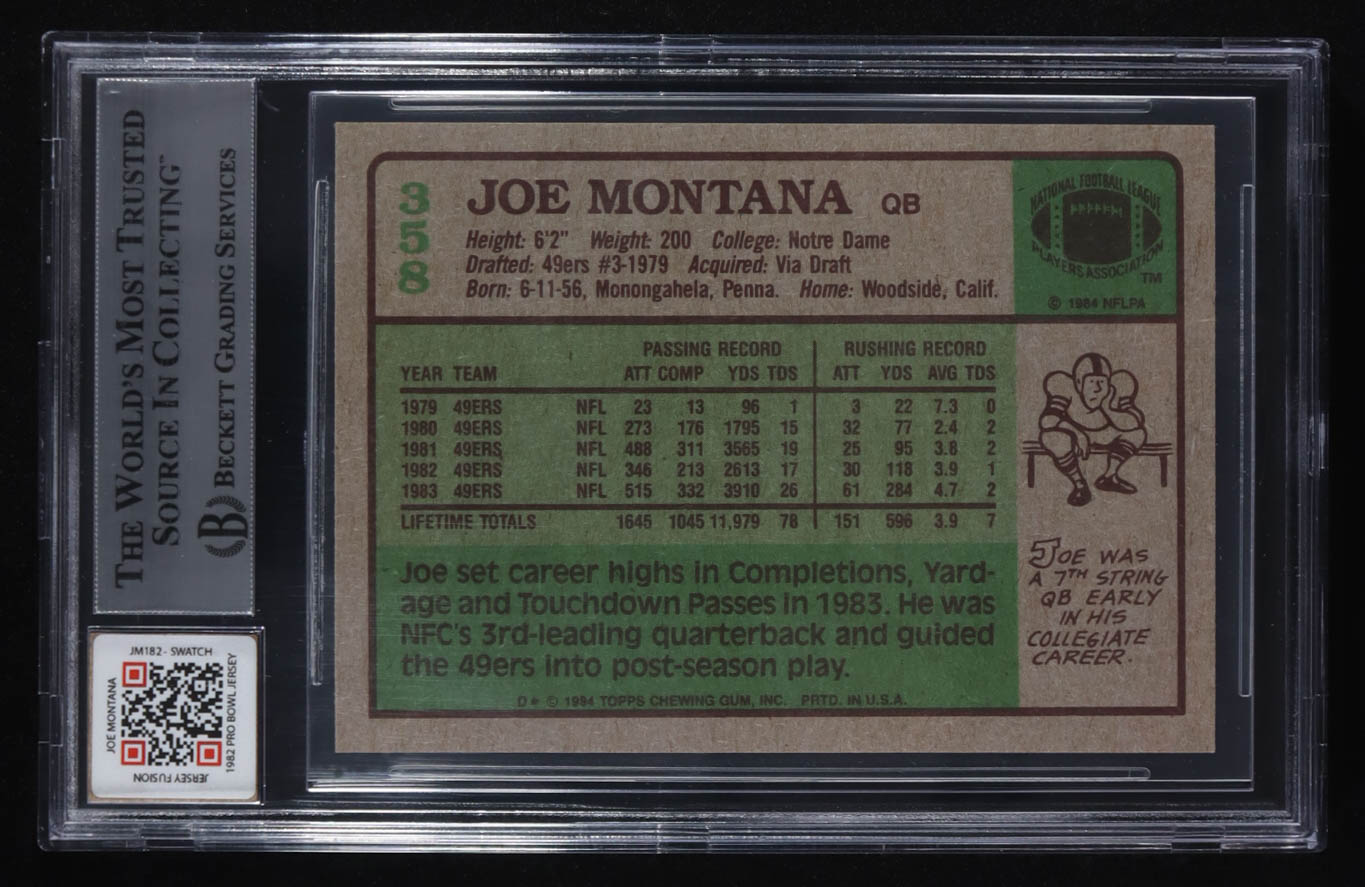 THE WORLD'S MOST TRUSTED
SOURCE IN COLLECTING™
BECKETT GRADING SERVICES
B
JM182 - SWATCH
JOE MONTANA
1982 PRO BOWL JERSEY
JERSEY FUSION
358
JOE MONTANA QB
Height: 6'2" Weight: 200 College: Notre Dame
Drafted: 49ers #3-1979 Acquired: Via Draft
Born: 6-11-56, Monongahela, Penna. Home: Woodside, Calif.
NATIONAL FOOTBALL LEAGUE
PLAYERS ASSOCIATION
TM
© 1984 NFLPA
PASSING RECORD RUSHING RECORD
YEAR TEAM ATT COMP YDS TDS ATT YDS AVG TDS
1979 49ERS NFL 23 13 96 1 3 22 7.3 0
1980 49ERS NFL 273 176 1795 15 32 77 2.4 2
1981 49ERS NFL 488 311 3565 19 25 95 3.8 2
1982 49ERS NFL 346 213 2613 17 30 118 3.9 1
1983 49ERS NFL 515 332 3910 26 61 284 4.7 2
LIFETIME TOTALS 1645 1045 11,979 78 151 596 3.9 7
Joe set career highs in Completions, Yard-
age and Touchdown Passes in 1983. He was
NFC's 3rd-leading quarterback and guided
the 49ers into post-season play.
D* © 1984 TOPPS CHEWING GUM, INC. PRTD. IN U.S.A.
JOE WAS
A 7TH STRING
QB EARLY
IN HIS
COLLEGIATE
CAREER.